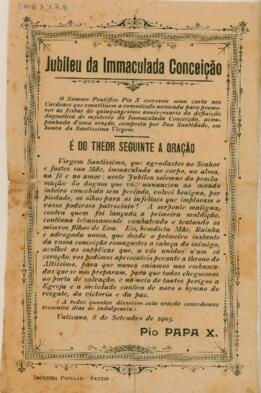 Jubileu da Immaculada Conceição
O Summo Pontifice Pio X escreveu uma carta aos
Cardeaes que constituem a commissão nomeada para promo-
ver as festas do quinquagesimo anniversario da definição
dogmatica do mysterio da Immaculada Conceição, acom-
panhada d'uma oração, composta por Sua Santidade, em
honra da Santissima Virgem.
É DO THEOR SEGUINTE A ORAÇÃO
Virgem Santissima, que agradastes ao Senhor
e fostes sua Mãe, immaculada no corpo, na alma,
na fé e no amor: neste Jubileu solemne da procla-
mação do dogma que vos annunciou ao mundo
inteiro concebida sem peccado, volvei benigna, por
piedade, os olhos para os infelizes que imploram o
vosso poderoso patrocinio! A serpente maligna,
contra quem foi lançada a primeira maldição,
continua teimosamente combatendo e tentando os
miseros filhos de Eva. Eis, bemdicta Mãe, Rainha
e advogada nossa, que desde o primeiro instante
da vossa conceição esmagastes a cabeça do inimigo,
acolhei as supplicas que, a vós unidos n'um só
coração, vos pedimos apresenteis perante o throno do
Altissimo, para que nunca caiamos nas embosca-
das que se nos preparam, para que todos cheguemos
ao porto de salvação, e no meio de tantos perigos a
Egreja e a sociedade cantem de novo o hymno do
resgate, da victoria e da paz.
(A todos quantos disserem esta oração concedemos
trezentos dias de indulgencia).
Vaticano, 8 de Setembro de 1903.
Pio PAPA X.
Imprensa Popular - Santos